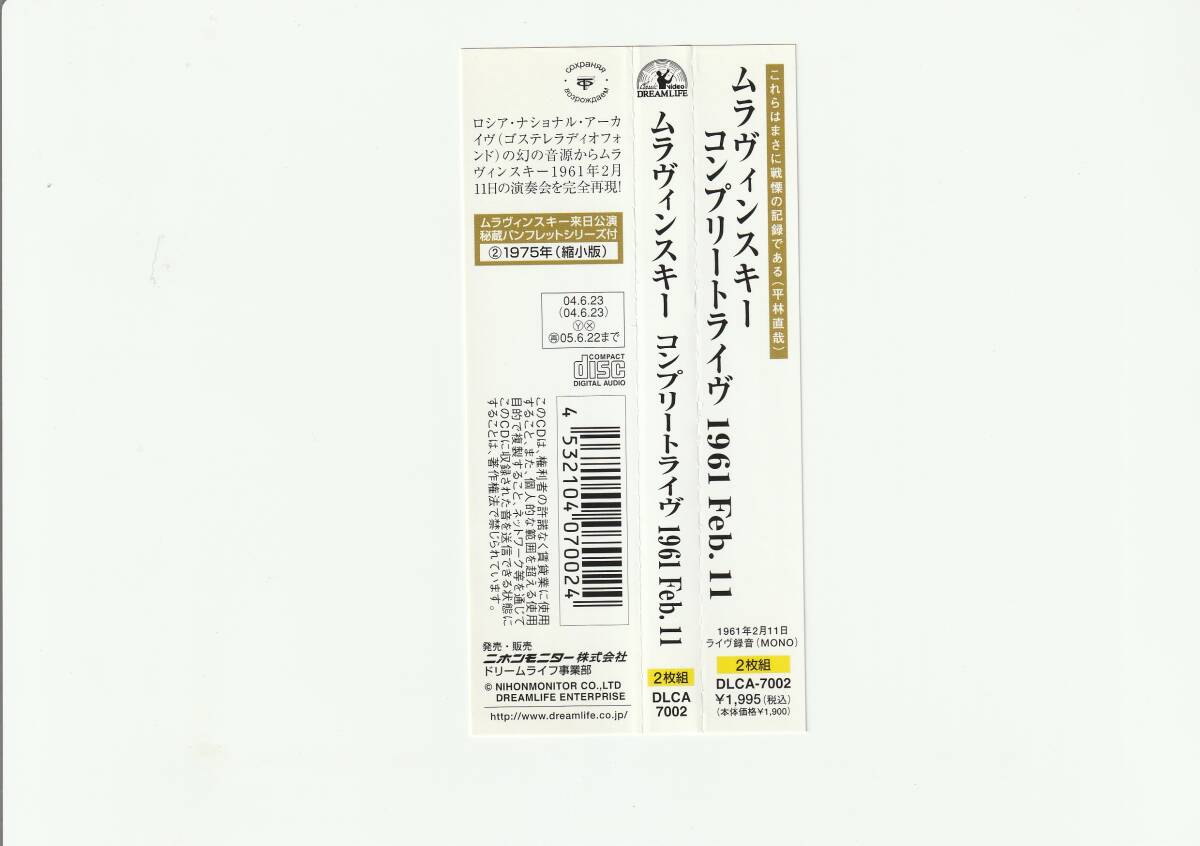 これらはまさに戦慄の記録である(平林直哉)
ムラヴィンスキー
コンプリートライヴ 1961 Feb. 11
1961年2月11日
ライヴ録音(MONO)
2枚組
DLCA-7002
¥1,995(税込)
(本体価格¥1,900)
Classic video
DREAMLIFE
ムラヴィンスキー コンプリートライヴ 1961 Feb. 11
2枚組
DLCA
7002
сохраняя
возрождаем
ロシア・ナショナル・アーカ
イヴ(ゴステレラディオフォ
ンド)の幻の音源からムラ
ヴィンスキー1961年2月
11日の演奏会を完全再現!
ムラヴィンスキー来日公演
秘蔵パンフレットシリーズ付
②1975年(縮小版)
04.6.23
(04.6.23)
Ⓨ Ⓧ
㊢05.6.22まで
COMPACT
disc
DIGITAL AUDIO
4 532104 070024
このCDは、権利者の許諾なく賃貸業に使用
すること、また、個人的な範囲を超える使用
目的で複製すること、ネットワーク等を通じて
このCDに収録された音を送信できる状態に
することは、著作権法で禁じられています。
発売・販売
ニホンモニター株式会社
ドリームライフ事業部
© NIHONMONITOR CO.,LTD
DREAMLIFE ENTERPRISE
http://www.dreamlife.co.jp/